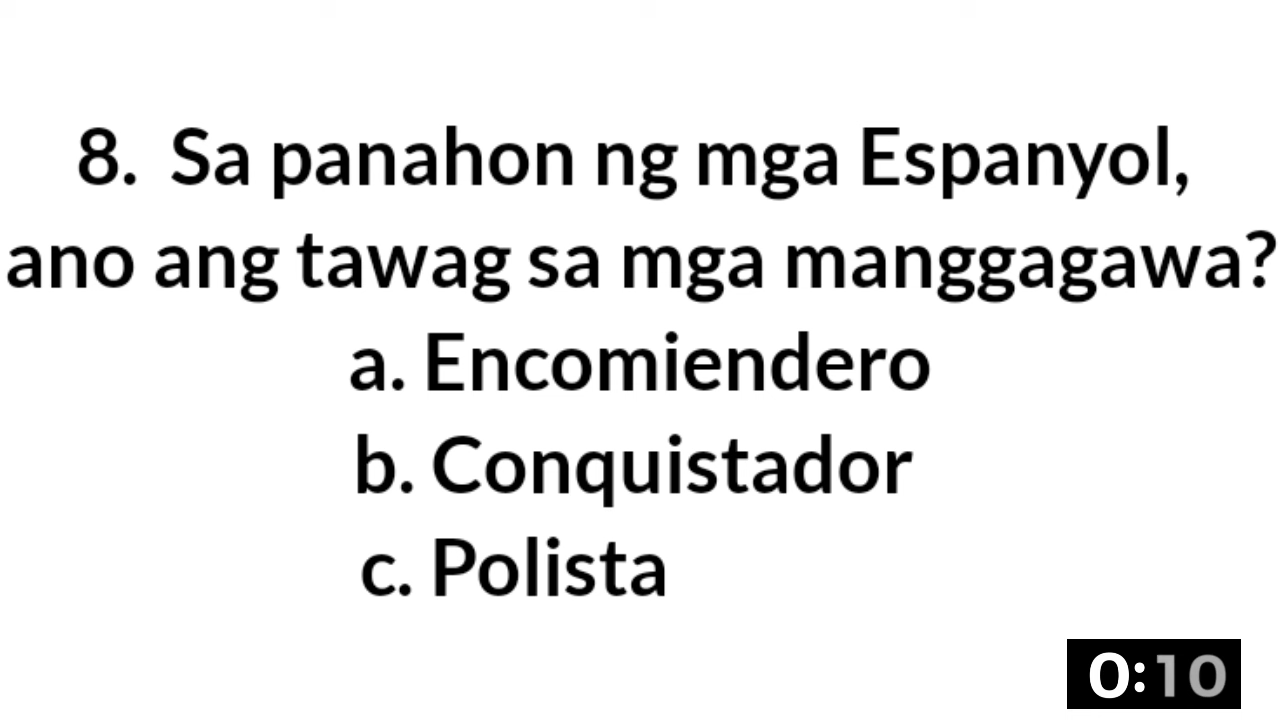 8. Sa panahon ng mga Espanyol,
ano ang tawag sa mga manggagawa?
a. Encomiendero
b. Conquistador
c. Polista
0:10